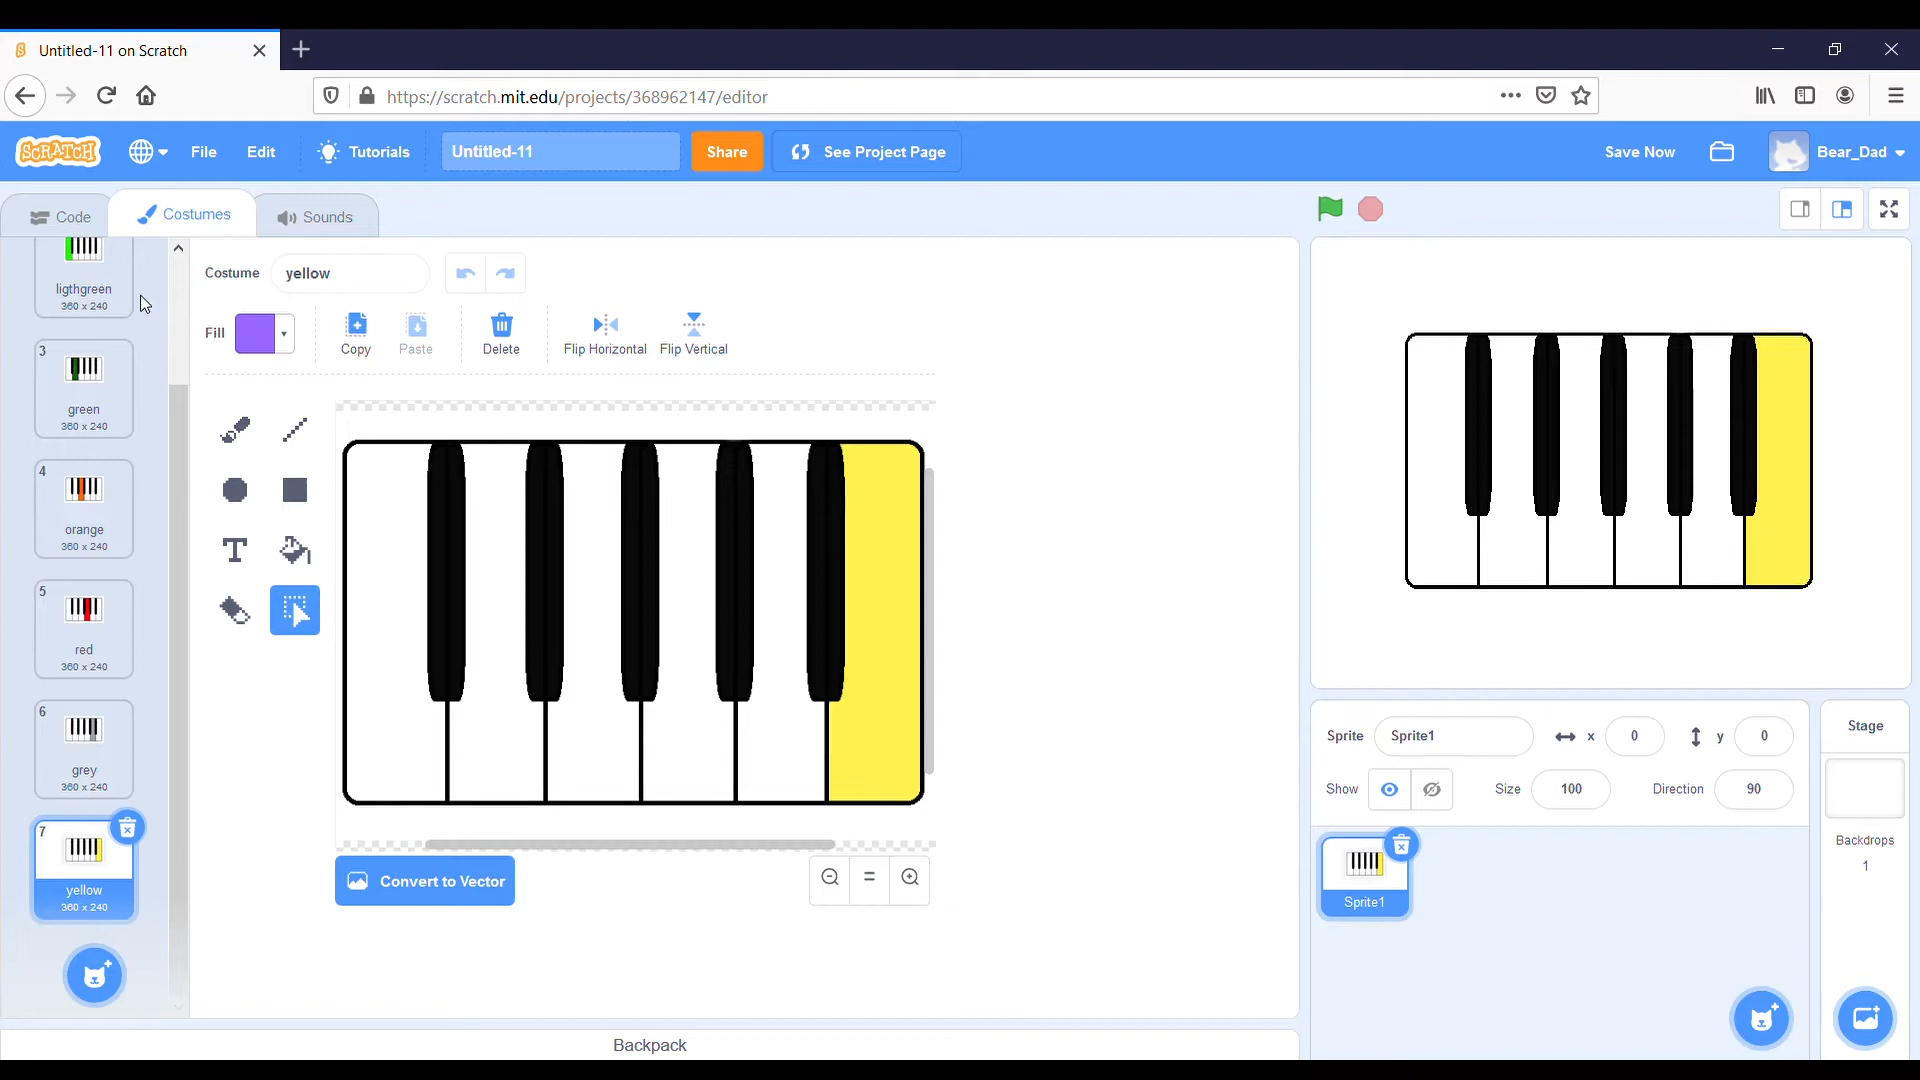 Untitled-11 on Scratch
https://scratch.mit.edu/projects/368962147/editor
SCRATCH
File
Edit
Tutorials
Untitled-11
Share
See Project Page
Save Now
Bear_Dad
Code
Costumes
Sounds
ligthgreen
360 x 240
3
green
360 x 240
4
orange
360 x 240
5
red
360 x 240
6
grey
360 x 240
7
yellow
360 x 240
Costume
yellow
Fill
Copy
Paste
Delete
Flip Horizontal
Flip Vertical
T
Convert to Vector
Sprite
Sprite1
x
0
y
0
Show
Size
100
Direction
90
Sprite1
Stage
Backdrops
1
Backpack